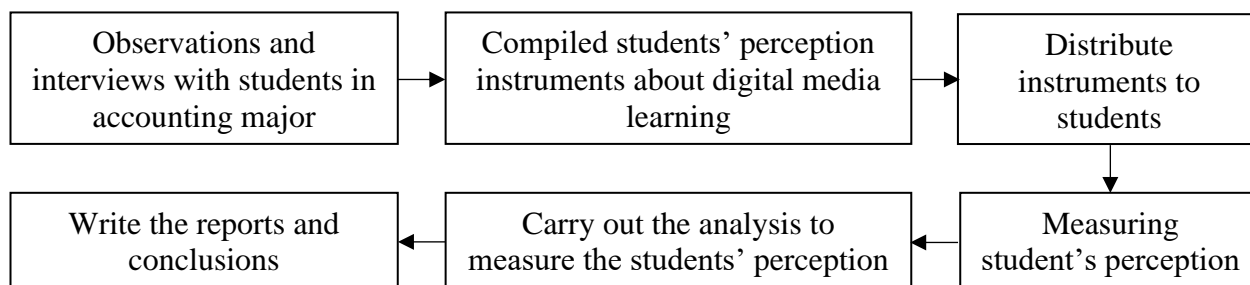 Observations and
interviews with students in
accounting major
Compiled students’ perception
instruments about digital media
learning
Distribute
instruments to
students
Measuring
student’s perception
Carry out the analysis to
measure the students’ perception
Write the reports and
conclusions